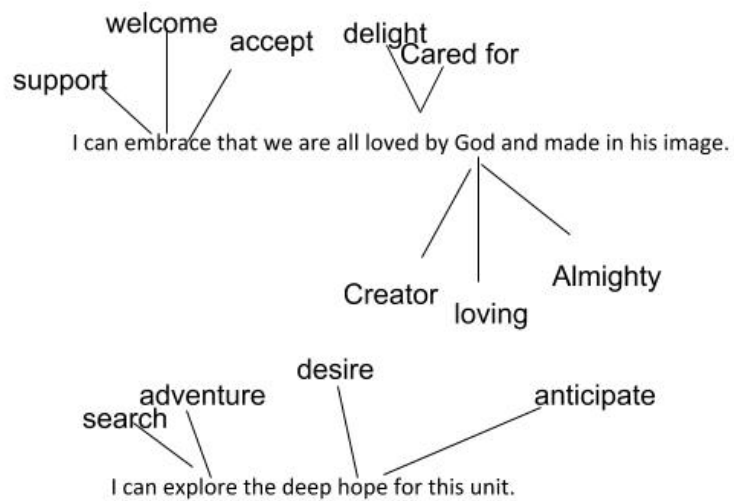 welcome
accept
delight
Cared for
support
I can embrace that we are all loved by God and made in his image.
Creator
loving
Almighty
desire
adventure
anticipate
search
I can explore the deep hope for this unit.